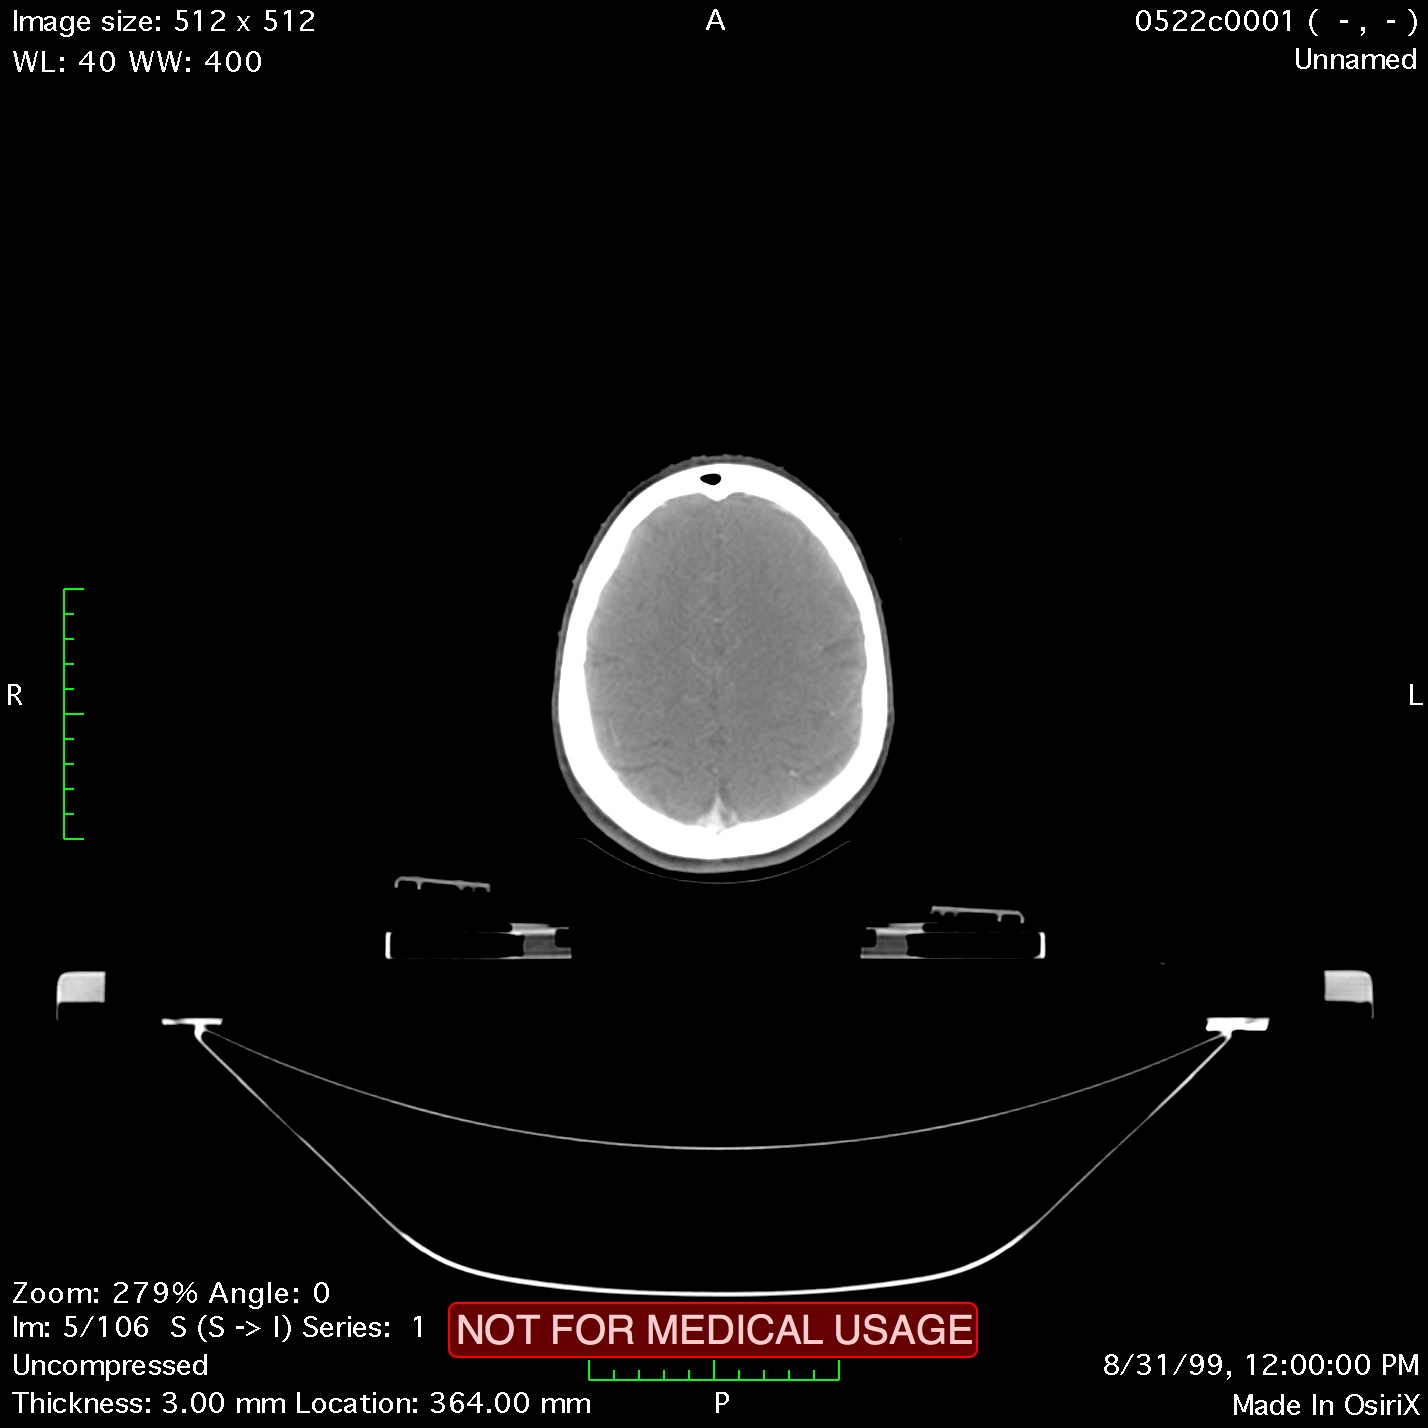 Image size: 512 x 512
WL: 40 WW: 400
A
0522c0001 ( -, -)
Unnamed
R
L
Zoom: 279% Angle: 0
Im: 5/106 S (S -> I) Series: 1
Uncompressed
Thickness: 3.00 mm Location: 364.00 mm
NOT FOR MEDICAL USAGE
P
8/31/99, 12:00:00 PM
Made In OsiriX